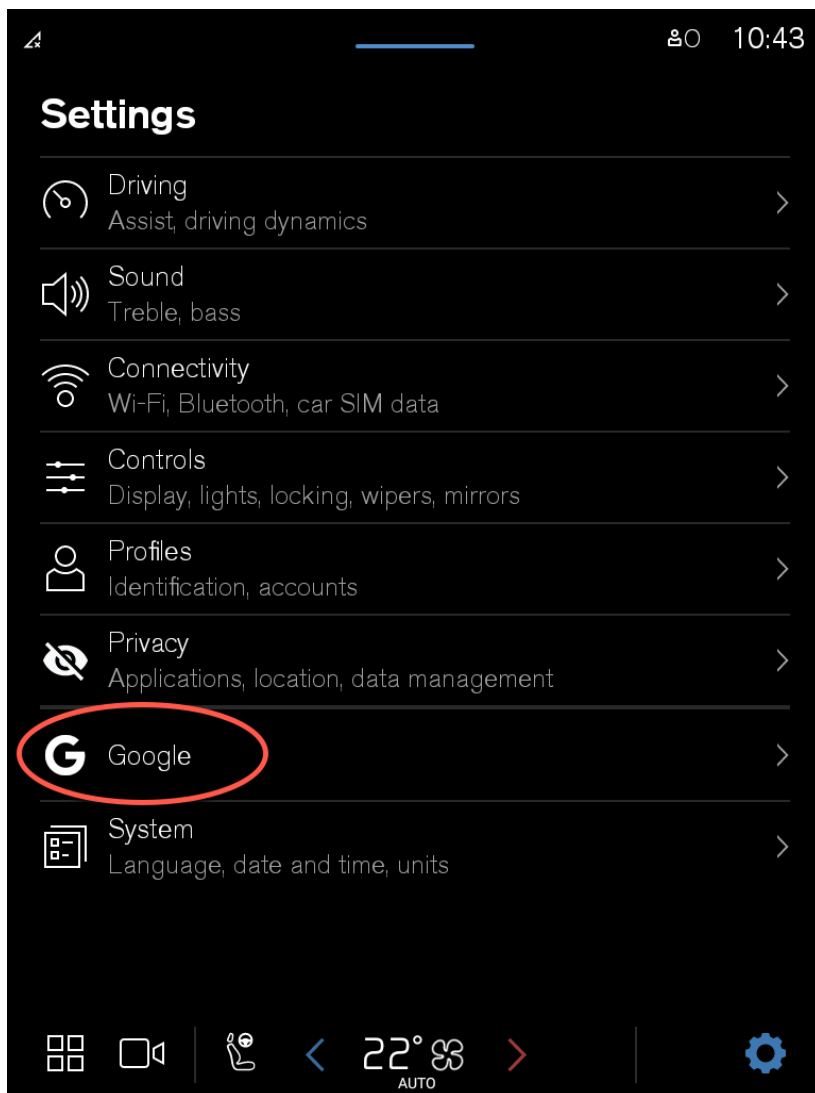 10:43
Settings
Driving
Assist, driving dynamics
Sound
Treble, bass
Connectivity
Wi-Fi, Bluetooth, car SIM data
Controls
Display, lights, locking, wipers, mirrors
Profiles
Identification, accounts
Privacy
Applications, location, data management
G Google
System
Language, date and time, units
22°
AUTO